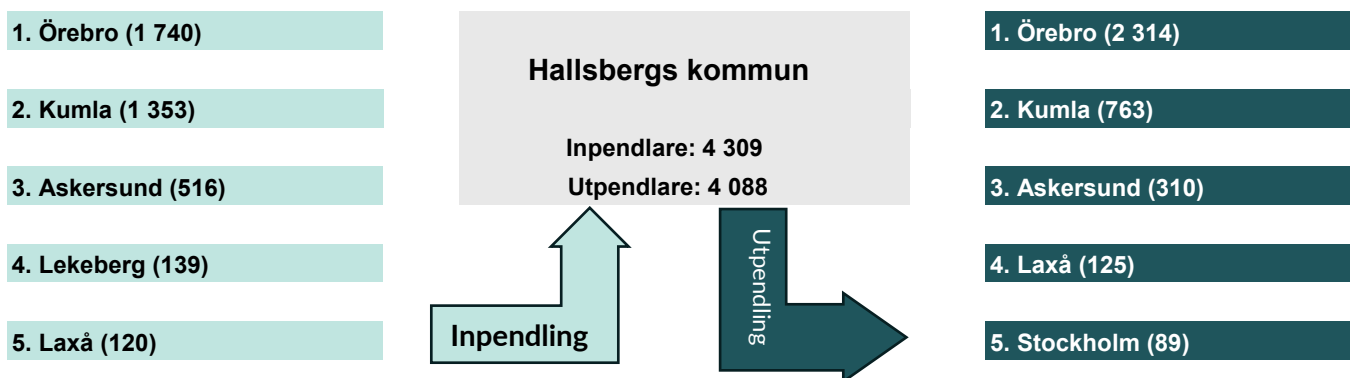 1. Örebro (1 740)
2. Kumla (1 353)
3. Askersund (516)
4. Lekeberg (139)
5. Laxå (120)
Hallsbergs kommun
Inpendlare: 4 309
Utpendlare: 4 088
Inpendling
Utpendling
1. Örebro (2 314)
2. Kumla (763)
3. Askersund (310)
4. Laxå (125)
5. Stockholm (89)